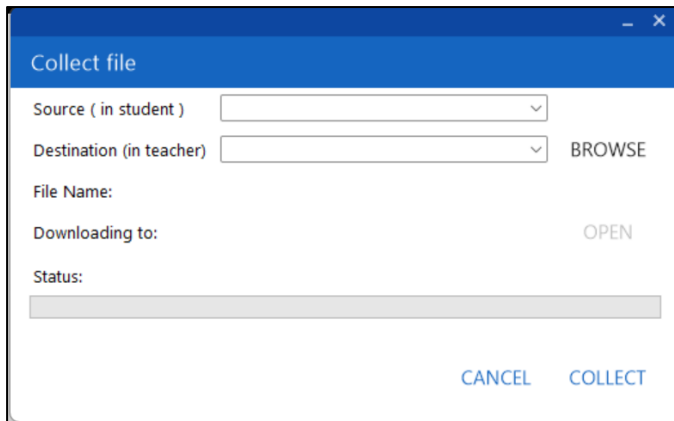 Collect file
Source ( in student )
Destination (in teacher) BROWSE
File Name:
Downloading to: OPEN
Status:
CANCEL COLLECT